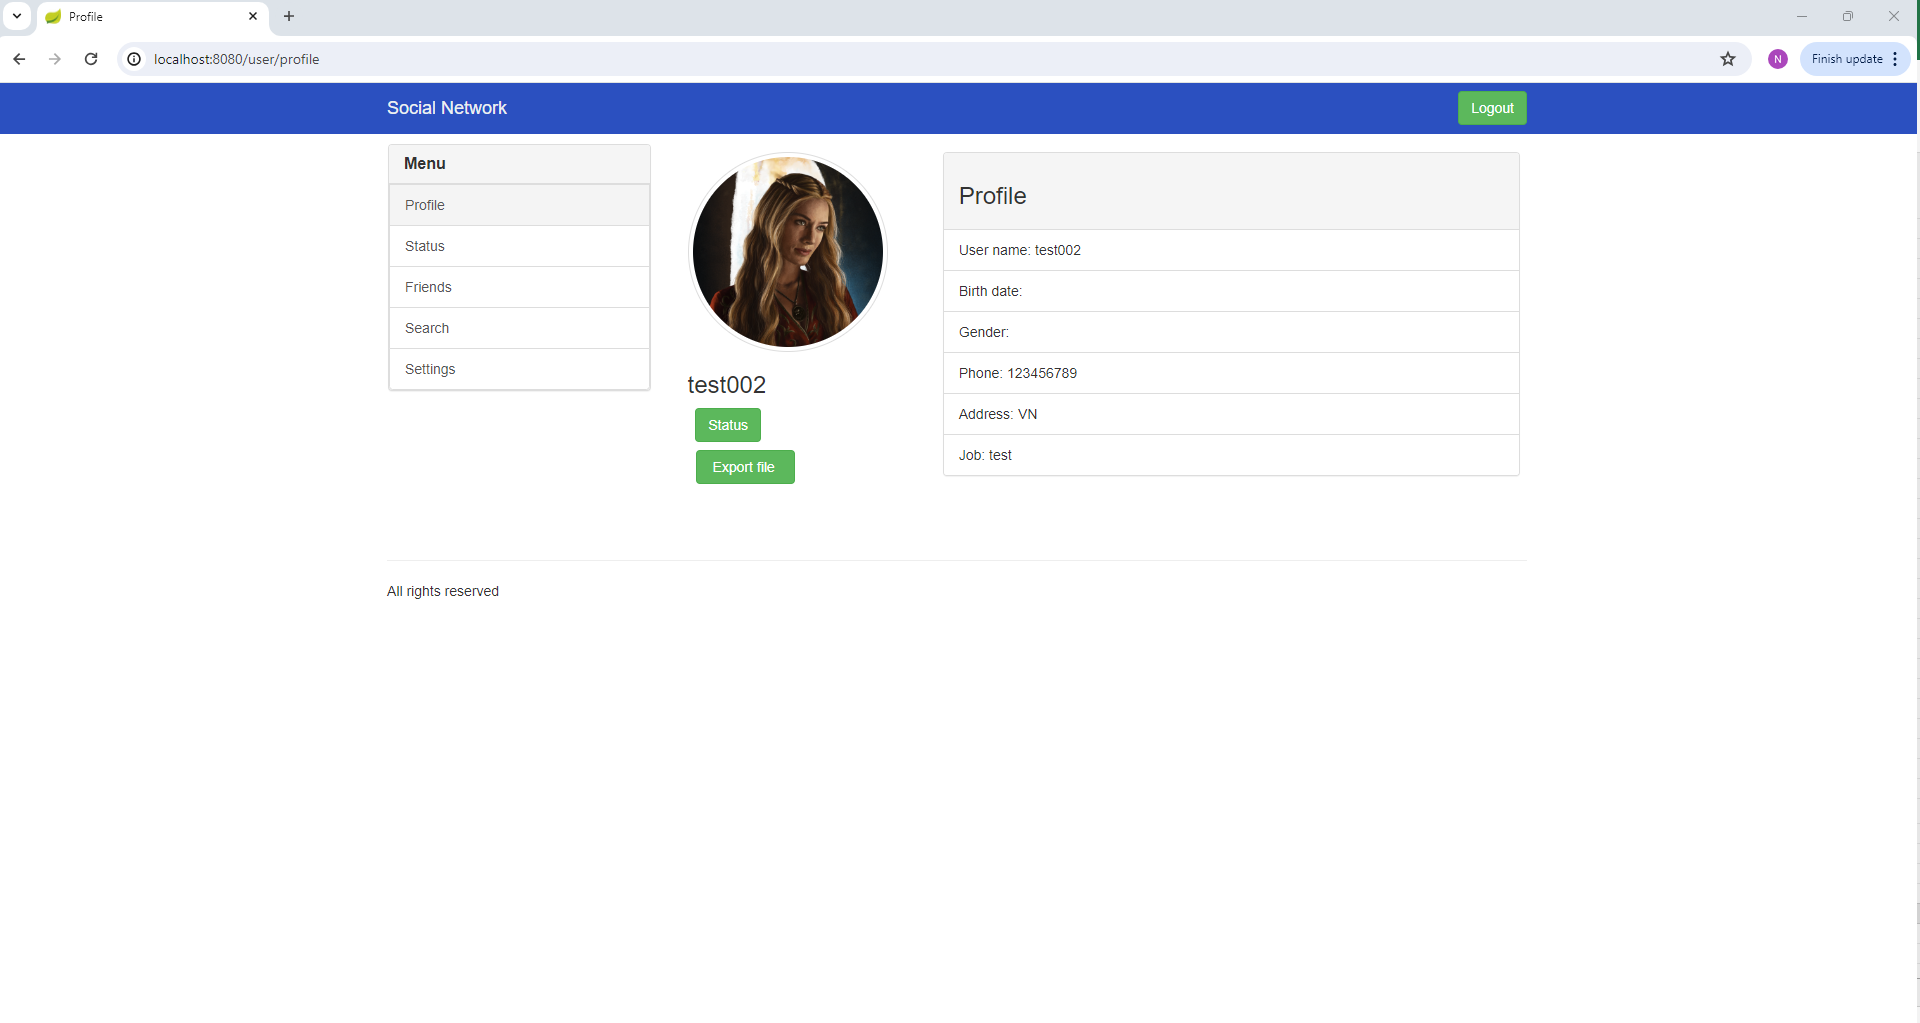 Profile
localhost:8080/user/profile
N
Finish update
Social Network
Logout
Menu
Profile
Status
Friends
Search
Settings
test002
Status
Export file
Profile
User name: test002
Birth date:
Gender:
Phone: 123456789
Address: VN
Job: test
All rights reserved